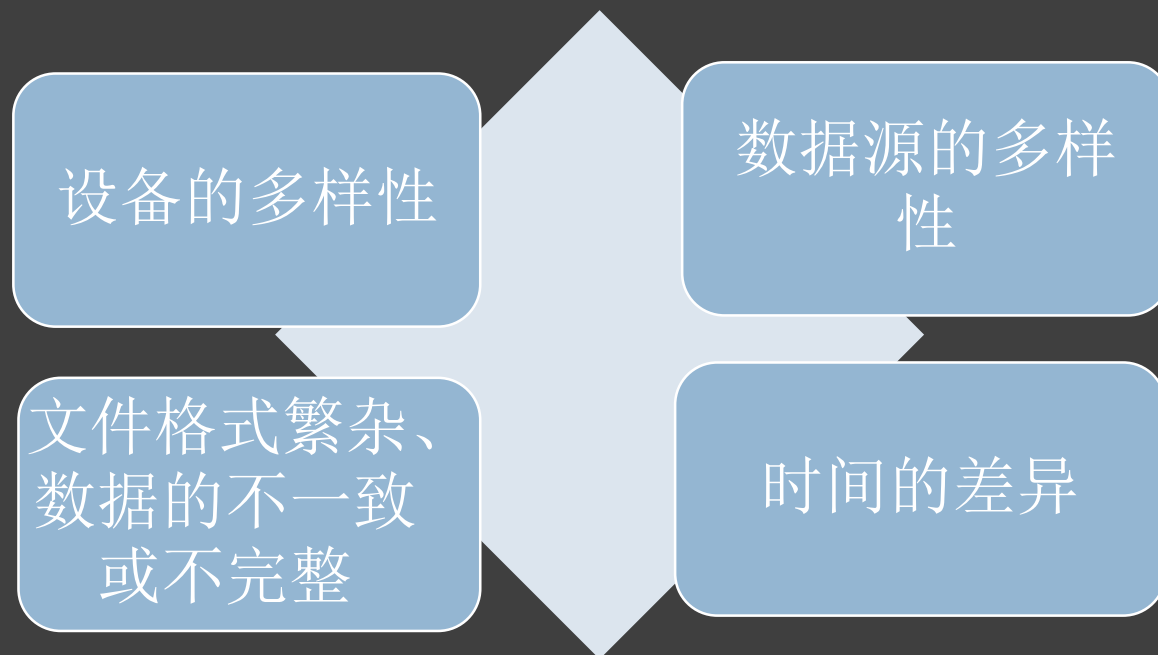 设备的多样性
数据源的多样
性
文件格式繁杂、
数据的不一致
或不完整
时间的差异